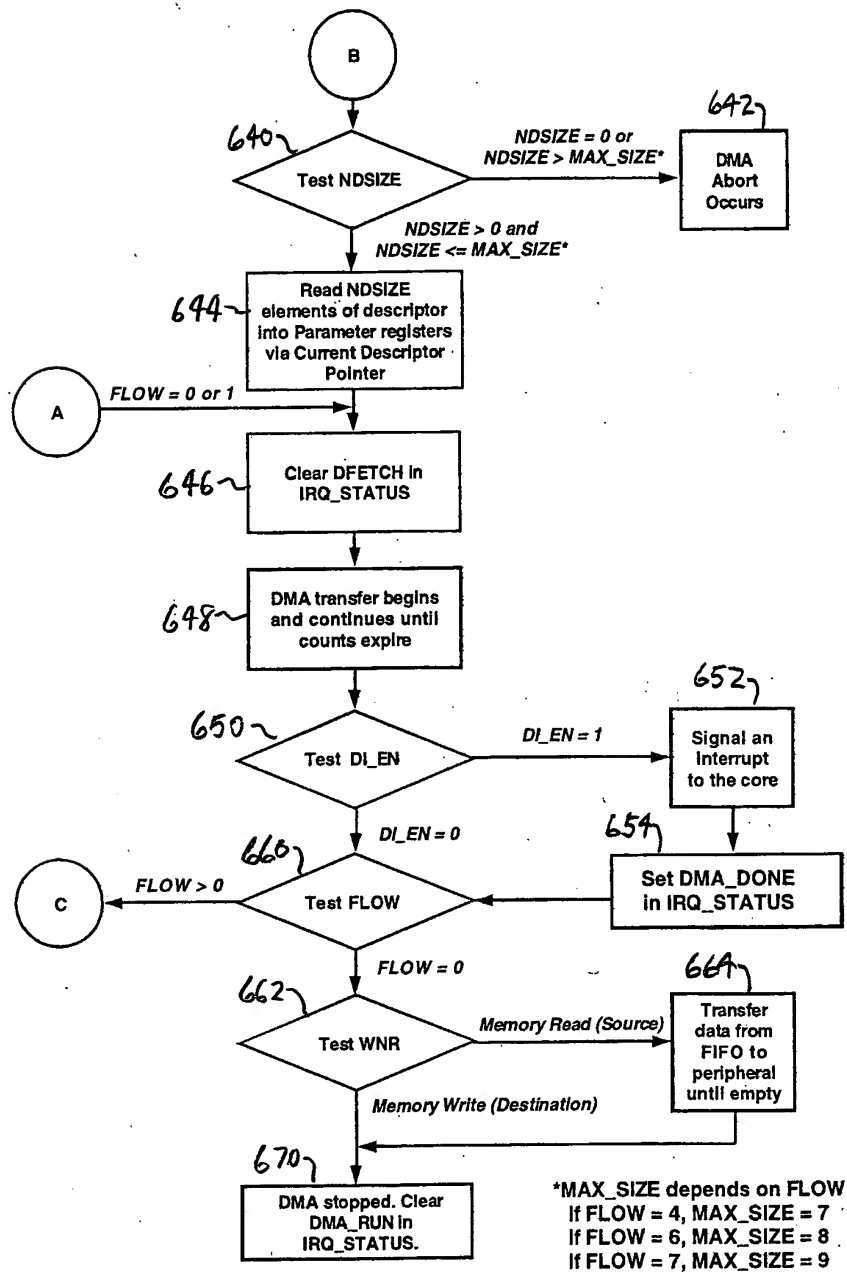 B
640
Test NDSIZE
NDSIZE = 0 or
NDSIZE > MAX_SIZE*
642
DMA
Abort
Occurs
NDSIZE > 0 and
NDSIZE <= MAX_SIZE*
644
Read NDSIZE
elements of descriptor
into Parameter registers
via Current Descriptor
Pointer
A
FLOW = 0 or 1
646
Clear DFETCH in
IRQ_STATUS
648
DMA transfer begins
and continues until
counts expire
650
Test DI_EN
DI_EN = 1
652
Signal an
interrupt
to the core
DI_EN = 0
654
Set DMA_DONE
in IRQ_STATUS
660
Test FLOW
FLOW > 0
C
FLOW = 0
662
Test WNR
Memory Read (Source)
664
Transfer
data from
FIFO to
peripheral
until empty
Memory Write (Destination)
670
DMA stopped. Clear
DMA_RUN in
IRQ_STATUS.
*MAX_SIZE depends on FLOW
If FLOW = 4, MAX_SIZE = 7
If FLOW = 6, MAX_SIZE = 8
If FLOW = 7, MAX_SIZE = 9